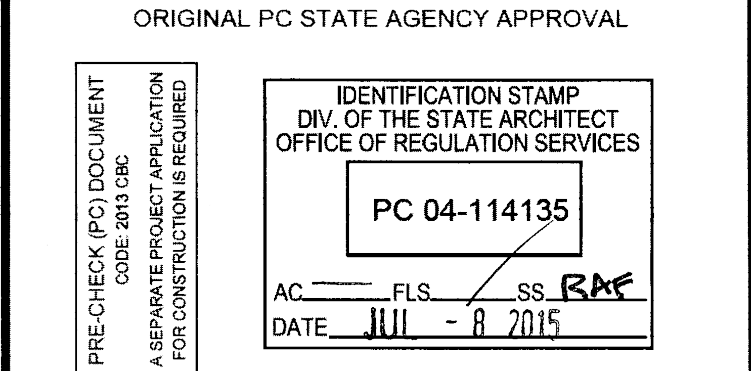 ORIGINAL PC STATE AGENCY APPROVAL
PRE-CHECK (PC) DOCUMENT
CODE: 2013 CBC
A SEPARATE PROJECT APPLICATION
FOR CONSTRUCTION IS REQUIRED
IDENTIFICATION STAMP
DIV. OF THE STATE ARCHITECT
OFFICE OF REGULATION SERVICES
PC 04-114135
AC FLS SS RAF
DATE JUL - 8 2015